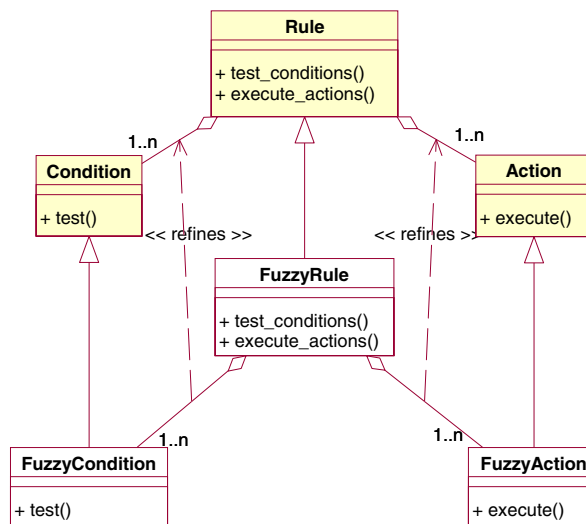 Rule
+ test_conditions()
+ execute_actions()
1..n
1..n
Condition
+ test()
Action
+ execute()
<< refines >>
<< refines >>
FuzzyRule
+ test_conditions()
+ execute_actions()
1..n
1..n
FuzzyCondition
+ test()
FuzzyAction
+ execute()